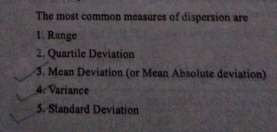 The most common measures of dispersion are
1. Range
2. Quartile Deviation
3. Mean Deviation (or Mean Absolute deviation)
4. Variance
5. Standard Deviation